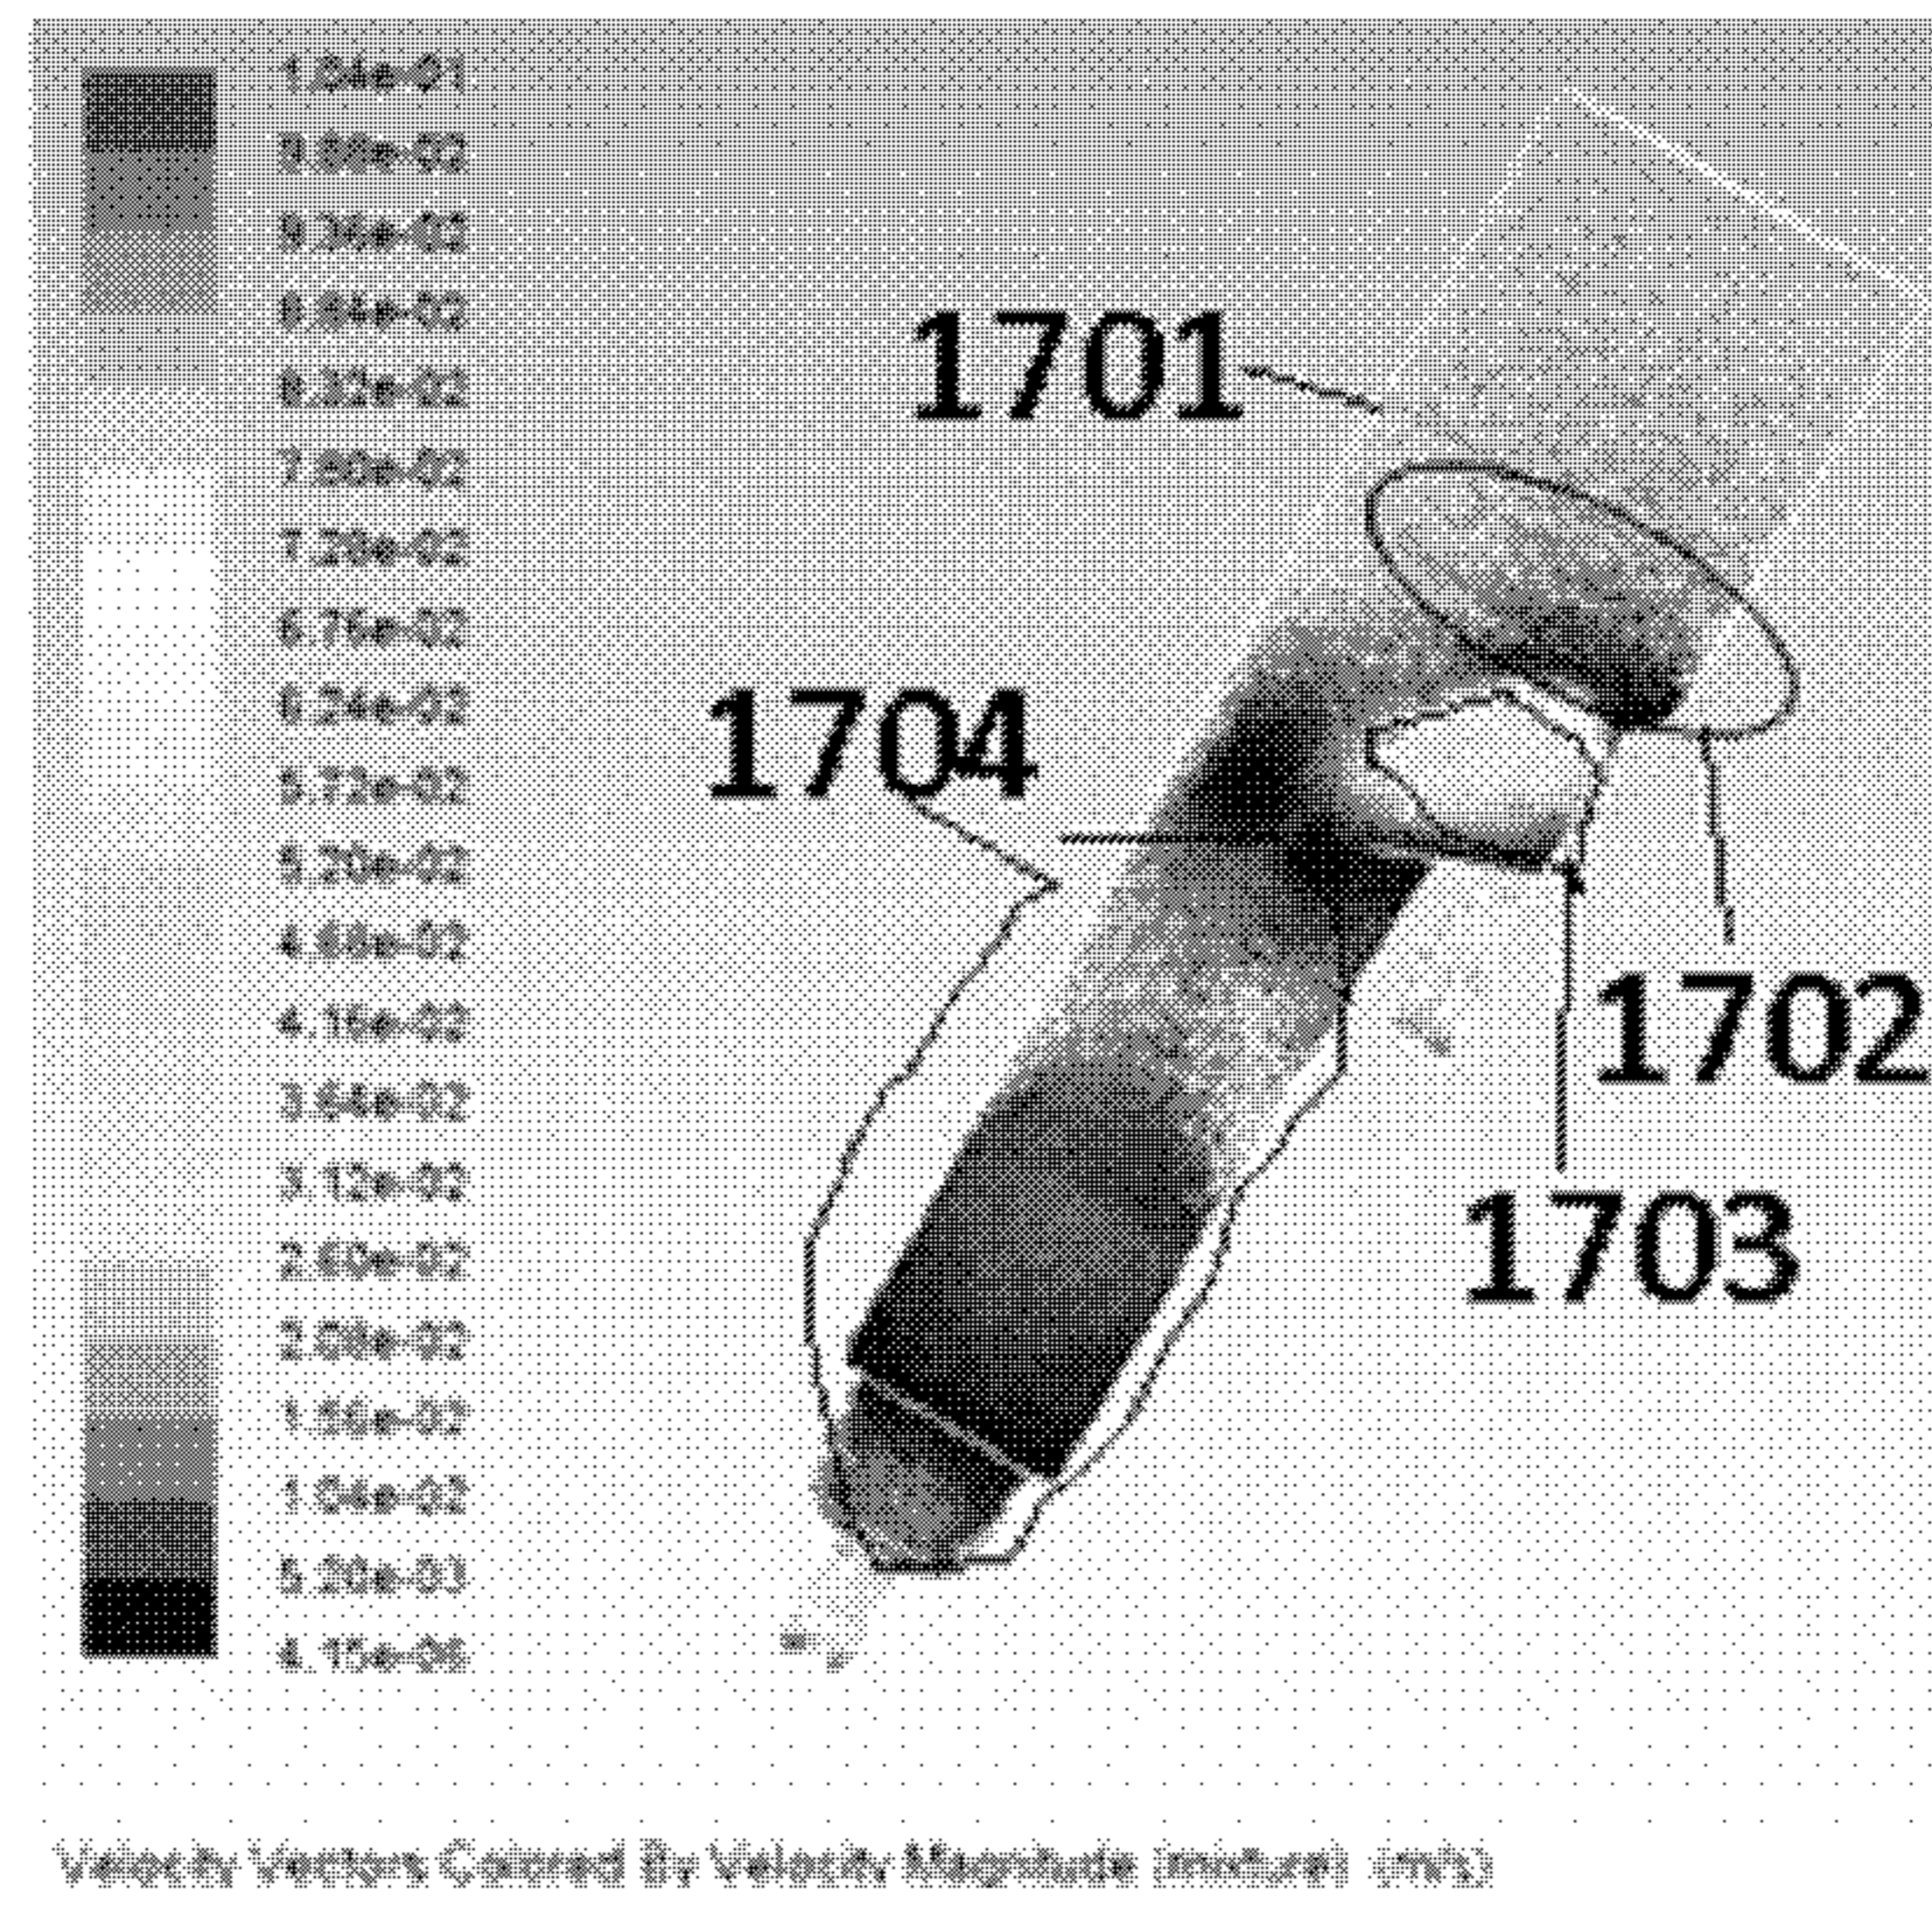 1.04e-01
9.88e-02
9.36e-02
8.84e-02
8.32e-02
7.80e-02
7.28e-02
6.76e-02
6.24e-02
5.72e-02
5.20e-02
4.68e-02
4.16e-02
3.64e-02
3.12e-02
2.60e-02
2.08e-02
1.56e-02
1.04e-02
5.20e-03
1701
1704
1702
1703
Velocity Vectors Colored By Velocity Magnitude (mixture) (m/s)